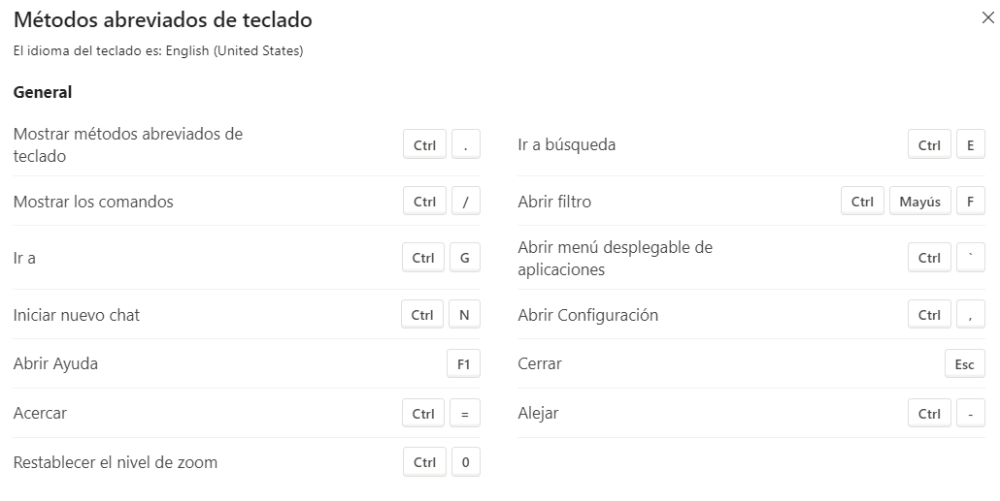 Métodos abreviados de teclado
El idioma del teclado es: English (United States)
General
Mostrar métodos abreviados de
teclado
Ctrl .
Ir a búsqueda
Ctrl E
Mostrar los comandos
Ctrl /
Abrir filtro
Ctrl Mayús F
Ir a
Ctrl G
Abrir menú desplegable de
aplicaciones
Ctrl `
Iniciar nuevo chat
Ctrl N
Abrir Configuración
Ctrl ,
Abrir Ayuda
F1
Cerrar
Esc
Acercar
Ctrl =
Alejar
Ctrl -
Restablecer el nivel de zoom
Ctrl 0